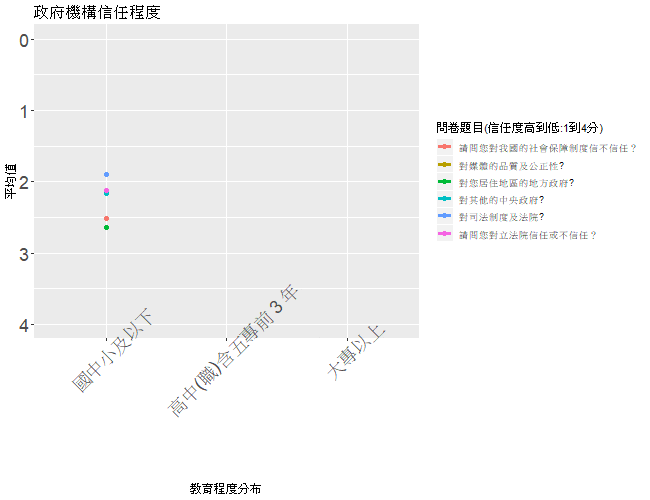 政府機構信任程度
0
1
2
3
4
平均值
國中小及以下
高中(職)含五專前 3 年
大專以上
教育程度分布
問卷題目(信任度高到低:1到4分)
請問您對我國的社會保障制度信不信任？
對媒體的品質及公正性?
對您居住地區的地方政府?
對其他的中央政府?
對司法制度及法院?
請問您對立法院信任或不信任？